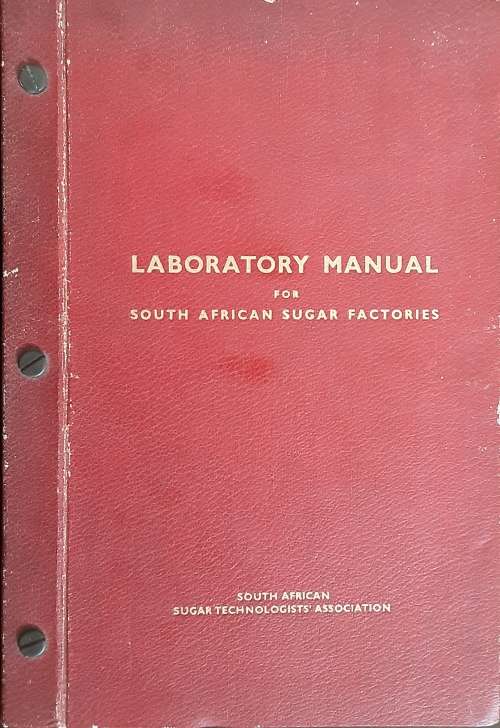 LABORATORY MANUAL
FOR
SOUTH AFRICAN SUGAR FACTORIES
SOUTH AFRICAN
SUGAR TECHNOLOGISTS' ASSOCIATION